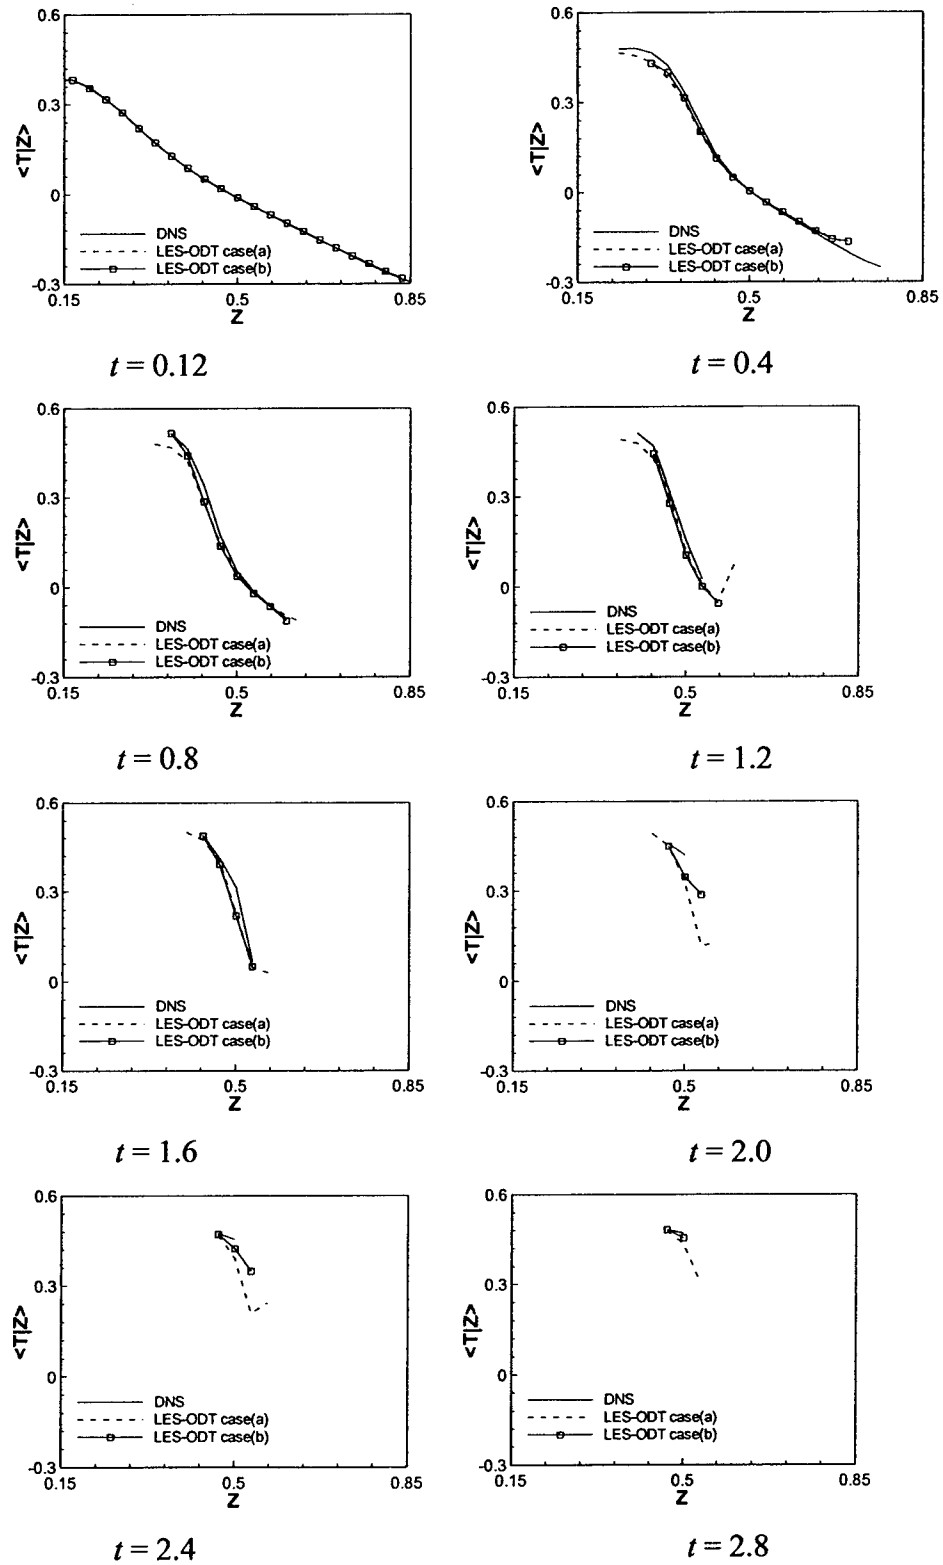 0.6
0.3
0
-0.3
<T|Z>
DNS
LES-ODT case(a)
LES-ODT case(b)
0.15
0.5
0.85
Z
t = 0.12
0.6
0.3
0
-0.3
<T|Z>
DNS
LES-ODT case(a)
LES-ODT case(b)
0.15
0.5
0.85
Z
t = 0.4
0.6
0.3
0
-0.3
<T|Z>
DNS
LES-ODT case(a)
LES-ODT case(b)
0.15
0.5
0.85
Z
t = 0.8
0.6
0.3
0
-0.3
<T|Z>
DNS
LES-ODT case(a)
LES-ODT case(b)
0.15
0.5
0.85
Z
t = 1.2
0.6
0.3
0
-0.3
<T|Z>
DNS
LES-ODT case(a)
LES-ODT case(b)
0.15
0.5
0.85
Z
t = 1.6
0.6
0.3
0
-0.3
<T|Z>
DNS
LES-ODT case(a)
LES-ODT case(b)
0.15
0.5
0.85
Z
t = 2.0
0.6
0.3
0
-0.3
<T|Z>
DNS
LES-ODT case(a)
LES-ODT case(b)
0.15
0.5
0.85
Z
t = 2.4
0.6
0.3
0
-0.3
<T|Z>
DNS
LES-ODT case(a)
LES-ODT case(b)
0.15
0.5
0.85
Z
t = 2.8